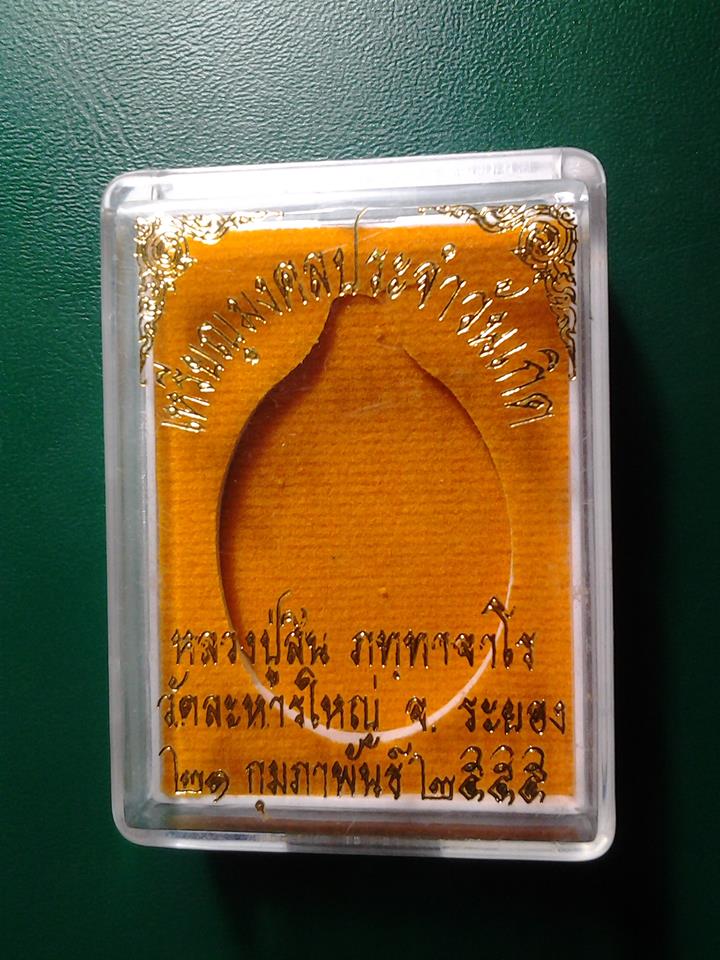 เหรียญมงคลประจำวันเกิด
หลวงปู่สิน ภทฺทาจาโร
วัดละหารใหญ่ จ. ระยอง
๒๑ กุมภาพันธ์ ๒๕๕๕